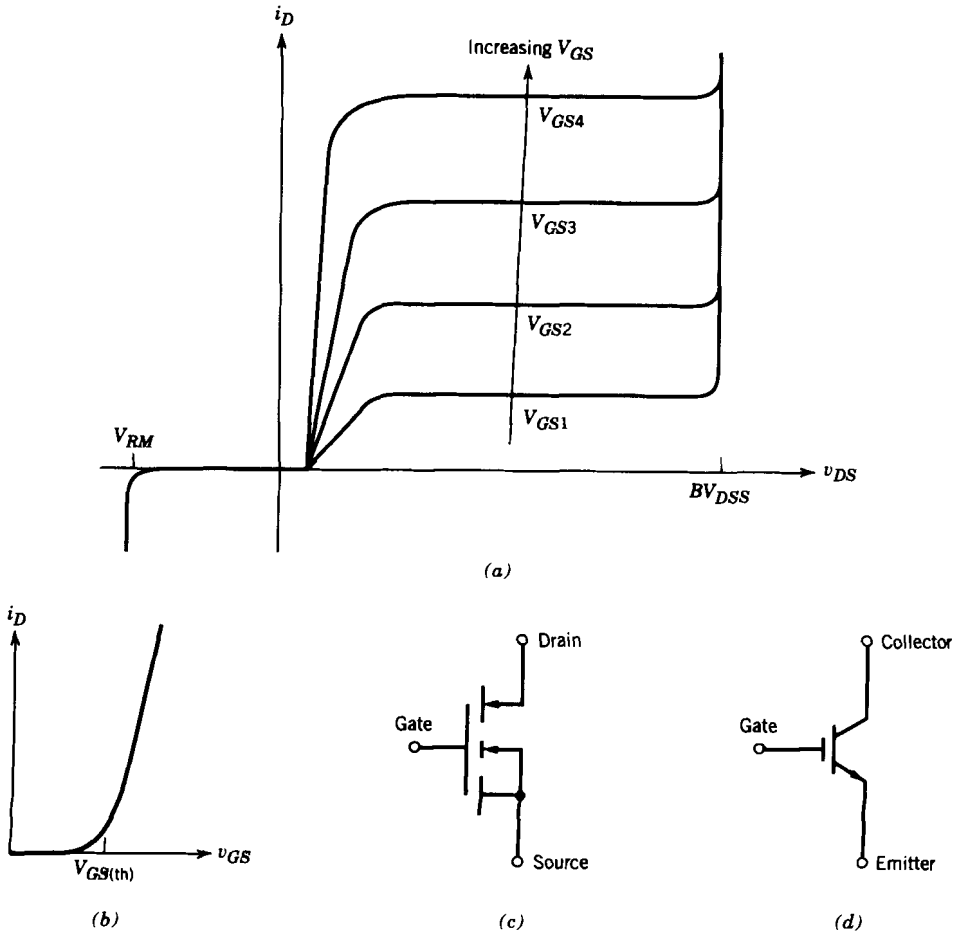 i_D
Increasing V_GS
V_GS4
V_GS3
V_GS2
V_GS1
V_RM
v_DS
BV_DSS
(a)
i_D
v_GS
V_GS(th)
(b)
Drain
Gate
Source
(c)
Collector
Gate
Emitter
(d)